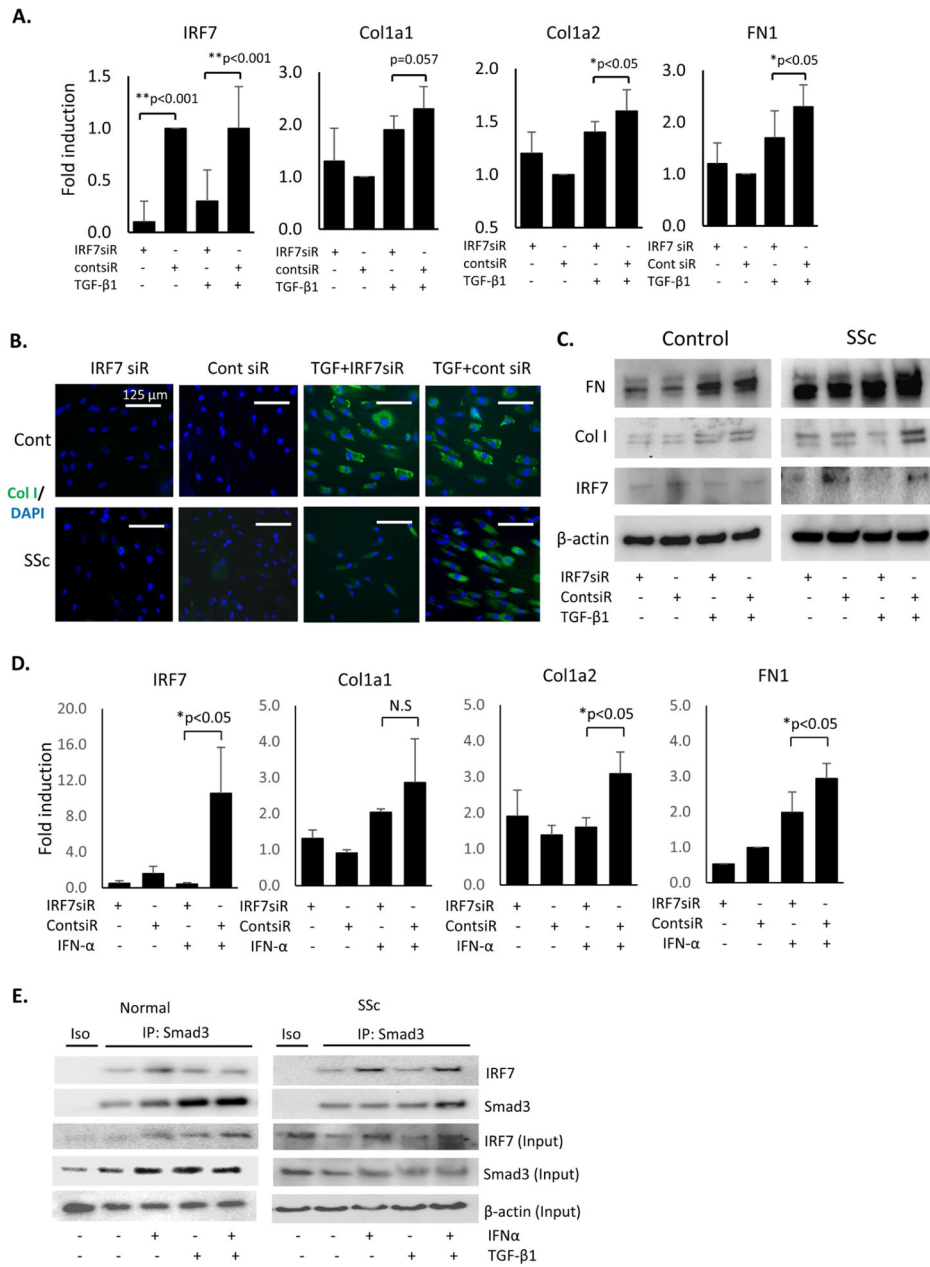 A.
IRF7
Col1a1
Col1a2
FN1
Fold induction
1.5
1.0
0.5
0.0
**p<0.001
**p<0.001
3.0
2.0
1.0
0.0
p=0.057
2.0
1.5
1.0
0.5
*p<0.05
3.0
2.0
1.0
0.0
*p<0.05
IRF7siR + - + -
contsiR - + - +
TGF-β1 - - + +
IRF7siR + - + -
contsiR - + - +
TGF-β1 - - + +
IRF7siR + - + -
contsiR - + - +
TGF-β1 - - + +
IRF7 siR + - + -
Cont siR - + - +
TGF-β1 - - + +
B.
IRF7 siR Cont siR TGF+IRF7siR TGF+cont siR
125 µm
Cont
Col I/
DAPI
SSc
C.
Control SSc
FN
Col I
IRF7
β-actin
IRF7siR + - + - + - + -
ContsiR - + - + - + - +
TGF-β1 - - + + - - + +
D.
IRF7
Col1a1
Col1a2
FN1
Fold induction
20.0
16.0
12.0
8.0
4.0
0.0
*p<0.05
5.0
4.0
3.0
2.0
1.0
0.0
N.S
5.0
4.0
3.0
2.0
1.0
0.0
*p<0.05
5.0
4.0
3.0
2.0
1.0
0.0
*p<0.05
IRF7siR + - + -
ContsiR - + - +
IFN-α - - + +
IRF7siR + - + -
ContsiR - + - +
IFN-α - - + +
IRF7siR + - + -
ContsiR - + - +
IFN-α - - + +
IRF7siR + - + -
ContsiR - + - +
IFN-α - - + +
E.
Normal SSc
Iso IP: Smad3 Iso IP: Smad3
IRF7
Smad3
IRF7 (Input)
Smad3 (Input)
β-actin (Input)
- - + - + - - + - + IFNα
- - - + + - - - + + TGF-β1